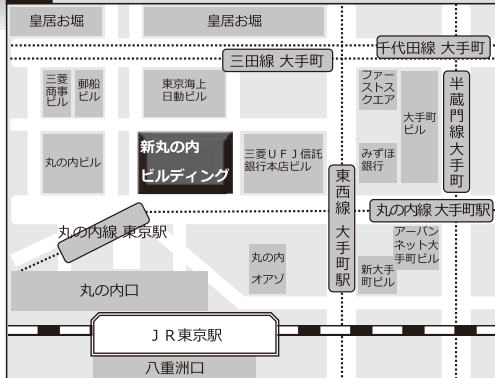 皇居お堀
皇居お堀
千代田線 大手町
三田線 大手町
三菱
商事
ビル
郵船
ビル
東京海上
日動ビル
ファー
ストス
クエア
大手町
ビル
半蔵門線 大手町
丸の内ビル
新丸の内
ビルディング
三菱UFJ信託
銀行本店ビル
みずほ
銀行
東西線 大手町駅
丸の内線 大手町駅
丸の内線 東京駅
アーバン
ネット大
手町ビル
丸の内
オアゾ
新大手
町ビル
丸の内口
JR東京駅
八重洲口